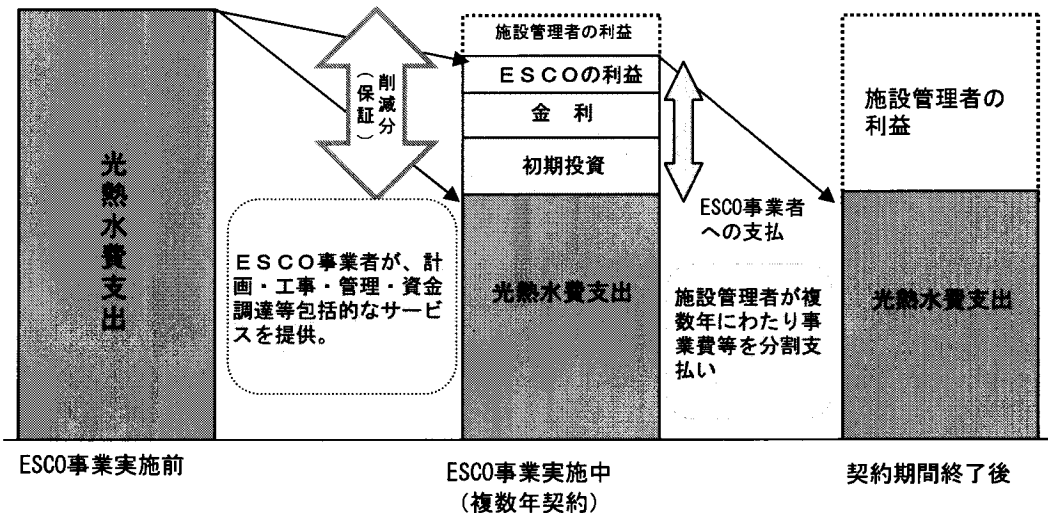 光
熱
水
費
支
出
削減分
(保証)
ESCO事業者が、計
画・工事・管理・資金
調達等包括的なサービ
スを提供。
施設管理者の利益
ESCOの利益
金 利
初期投資
光熱水費支出
ESCO事業者
への支払
施設管理者が複
数年にわたり事
業費等を分割支
払い
施設管理者の
利益
光熱水費支出
ESCO事業実施前
ESCO事業実施中
(複数年契約)
契約期間終了後